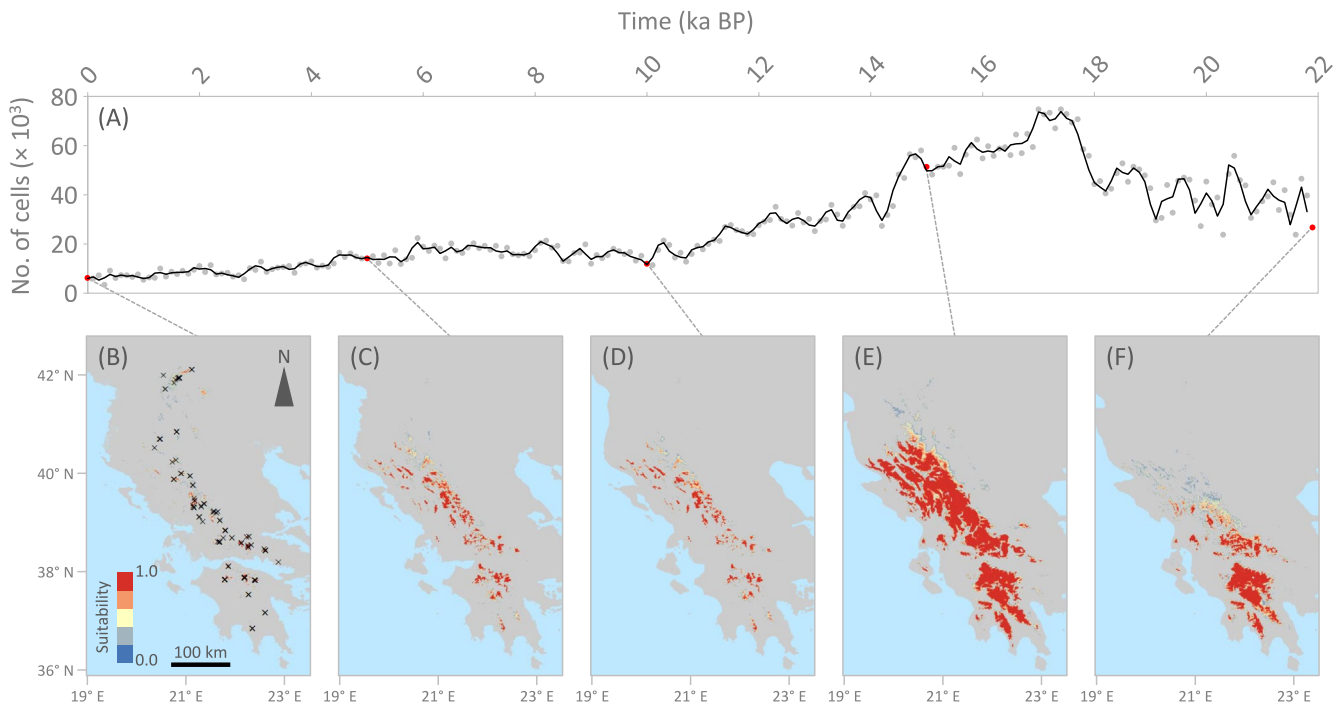 Time (ka BP)
0 2 4 6 8 10 12 14 16 18 20 22
No. of cells (× 10³)
80
60
40
20
0
(A)
(B) (C) (D) (E) (F)
N
42° N
40° N
38° N
36° N
Suitability
1.0
0.0
100 km
19° E 21° E 23° E 19° E 21° E 23° E 19° E 21° E 23° E 19° E 21° E 23° E 19° E 21° E 23° E